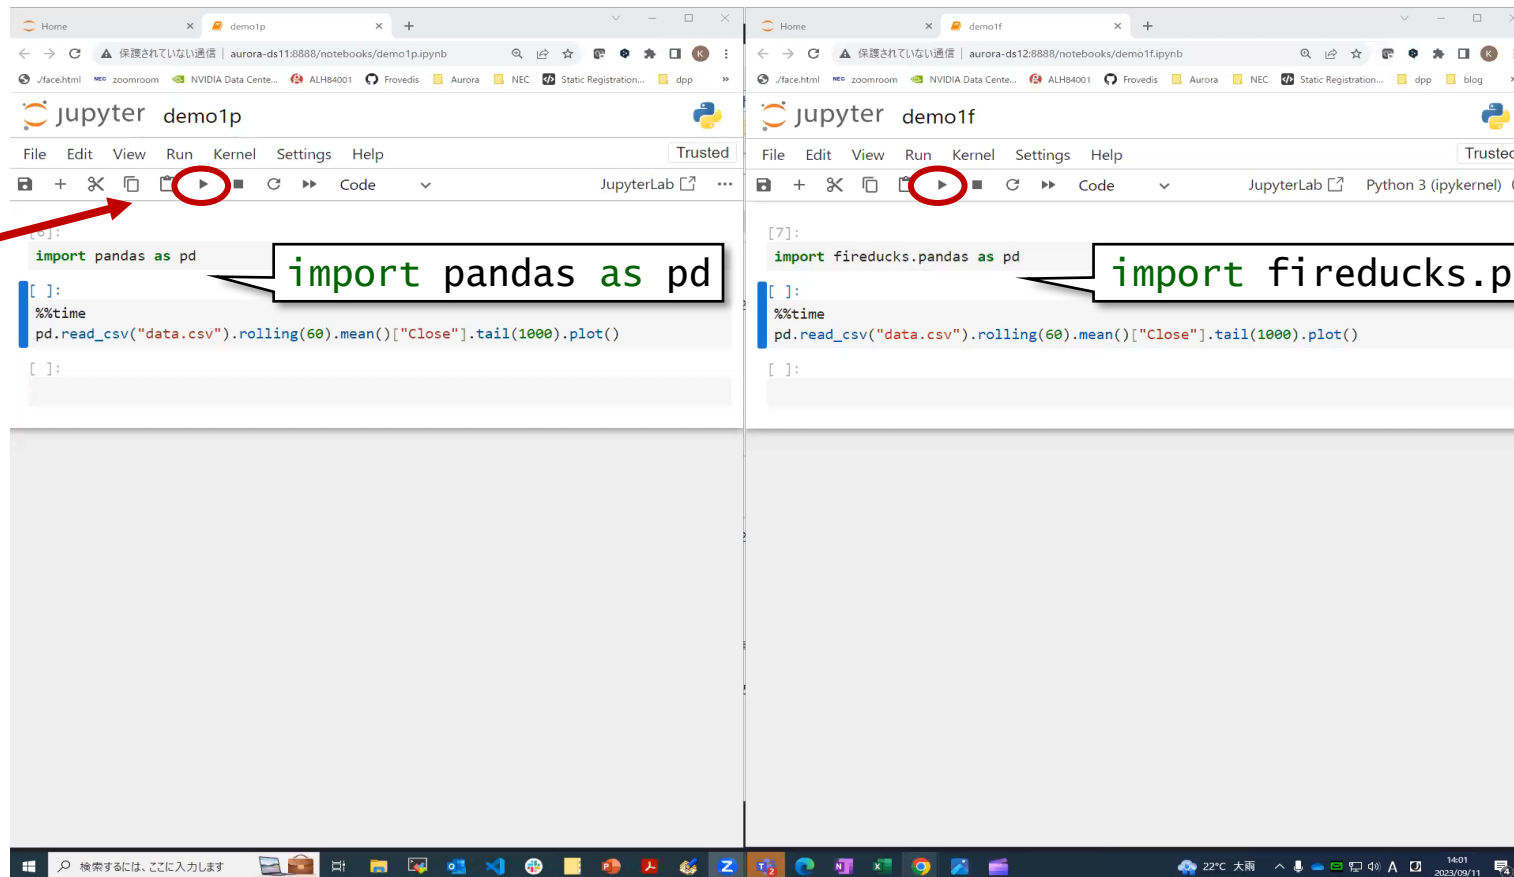 Home
demo1p
保護されていない通信 | aurora-ds11:8888/notebooks/demo1p.ipynb
K
./face.html
NEC zoomroom
NVIDIA Data Cente...
ALH84001
Frovedis
Aurora
NEC
Static Registration...
dpp
»
jupyter demo1p
File Edit View Run Kernel Settings Help
Trusted
Code
JupyterLab
import pandas as pd
import pandas as pd
[ ]:
%%time
pd.read_csv("data.csv").rolling(60).mean()["Close"].tail(1000).plot()
[ ]:
Home
demo1f
保護されていない通信 | aurora-ds12:8888/notebooks/demo1f.ipynb
K
./face.html
NEC zoomroom
NVIDIA Data Cente...
ALH84001
Frovedis
Aurora
NEC
Static Registration...
dpp
blog
jupyter demo1f
File Edit View Run Kernel Settings Help
Trusted
Code
JupyterLab
Python 3 (ipykernel)
[7]:
import fireducks.pandas as pd
import fireducks.p
[ ]:
%%time
pd.read_csv("data.csv").rolling(60).mean()["Close"].tail(1000).plot()
[ ]:
検索するには、ここに入力します
22°C 大雨
A
14:01
2023/09/11